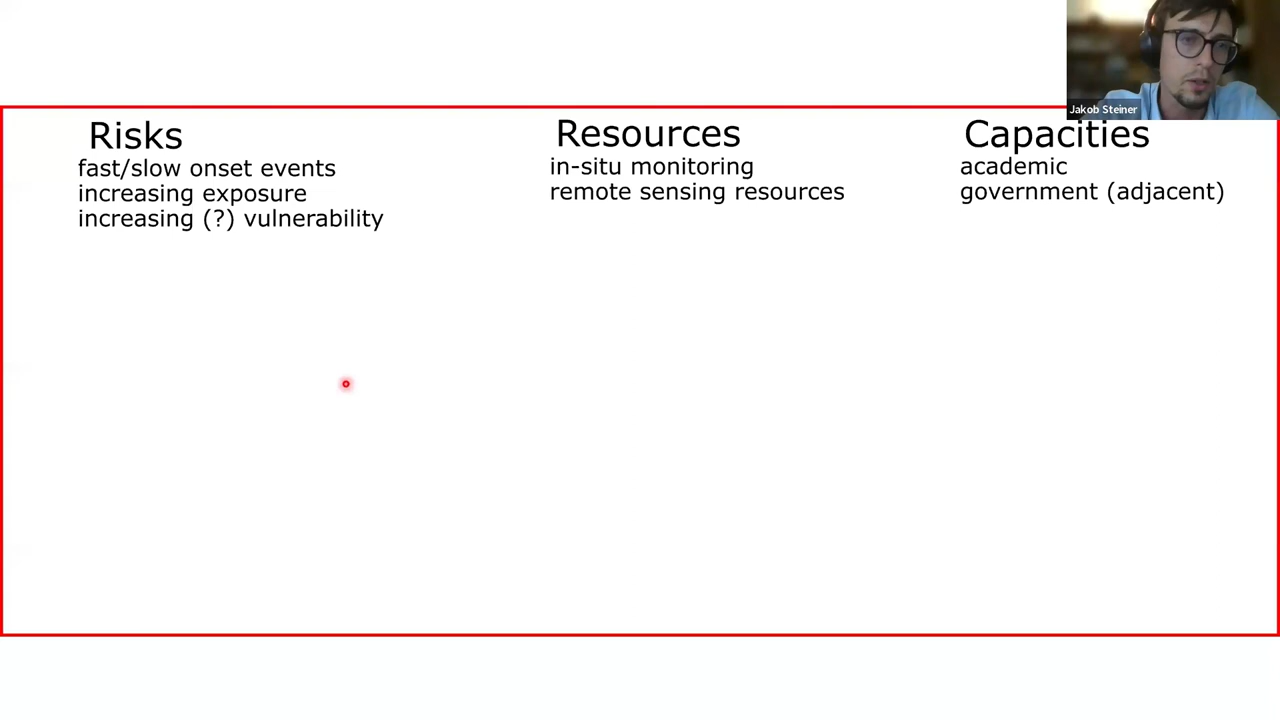 Jakob Steiner
Risks
fast/slow onset events
increasing exposure
increasing (?) vulnerability
Resources
in-situ monitoring
remote sensing resources
Capacities
academic
government (adjacent)